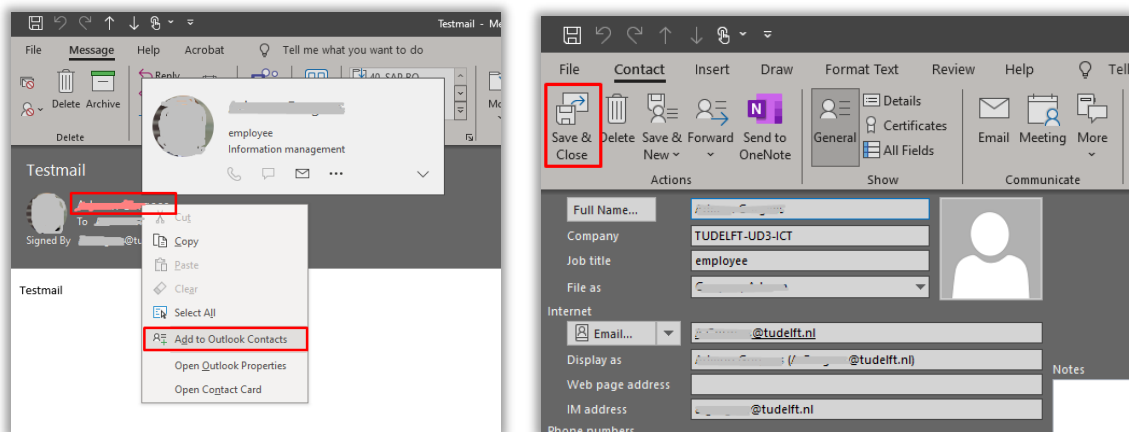 Testmail - Me
File Message Help Acrobat Tell me what you want to do
Reply
40. SAP BO
Delete Archive
Mo
Delete
employee
Information management
Testmail
To
Signed By @tu
Cut
Copy
Paste
Clear
Select All
Add to Outlook Contacts
Open Outlook Properties
Open Contact Card
Testmail
File Contact Insert Draw Format Text Review Help Tell
Save & Close
Delete
Save & New
Forward
Send to OneNote
General
Details
Certificates
All Fields
Email Meeting More
Actions Show Communicate
Full Name...
Company TUDELFT-UD3-ICT
Job title employee
File as
Internet
Email... @tudelft.nl
Display as @tudelft.nl)
Notes
Web page address
IM address @tudelft.nl
Phone numbers